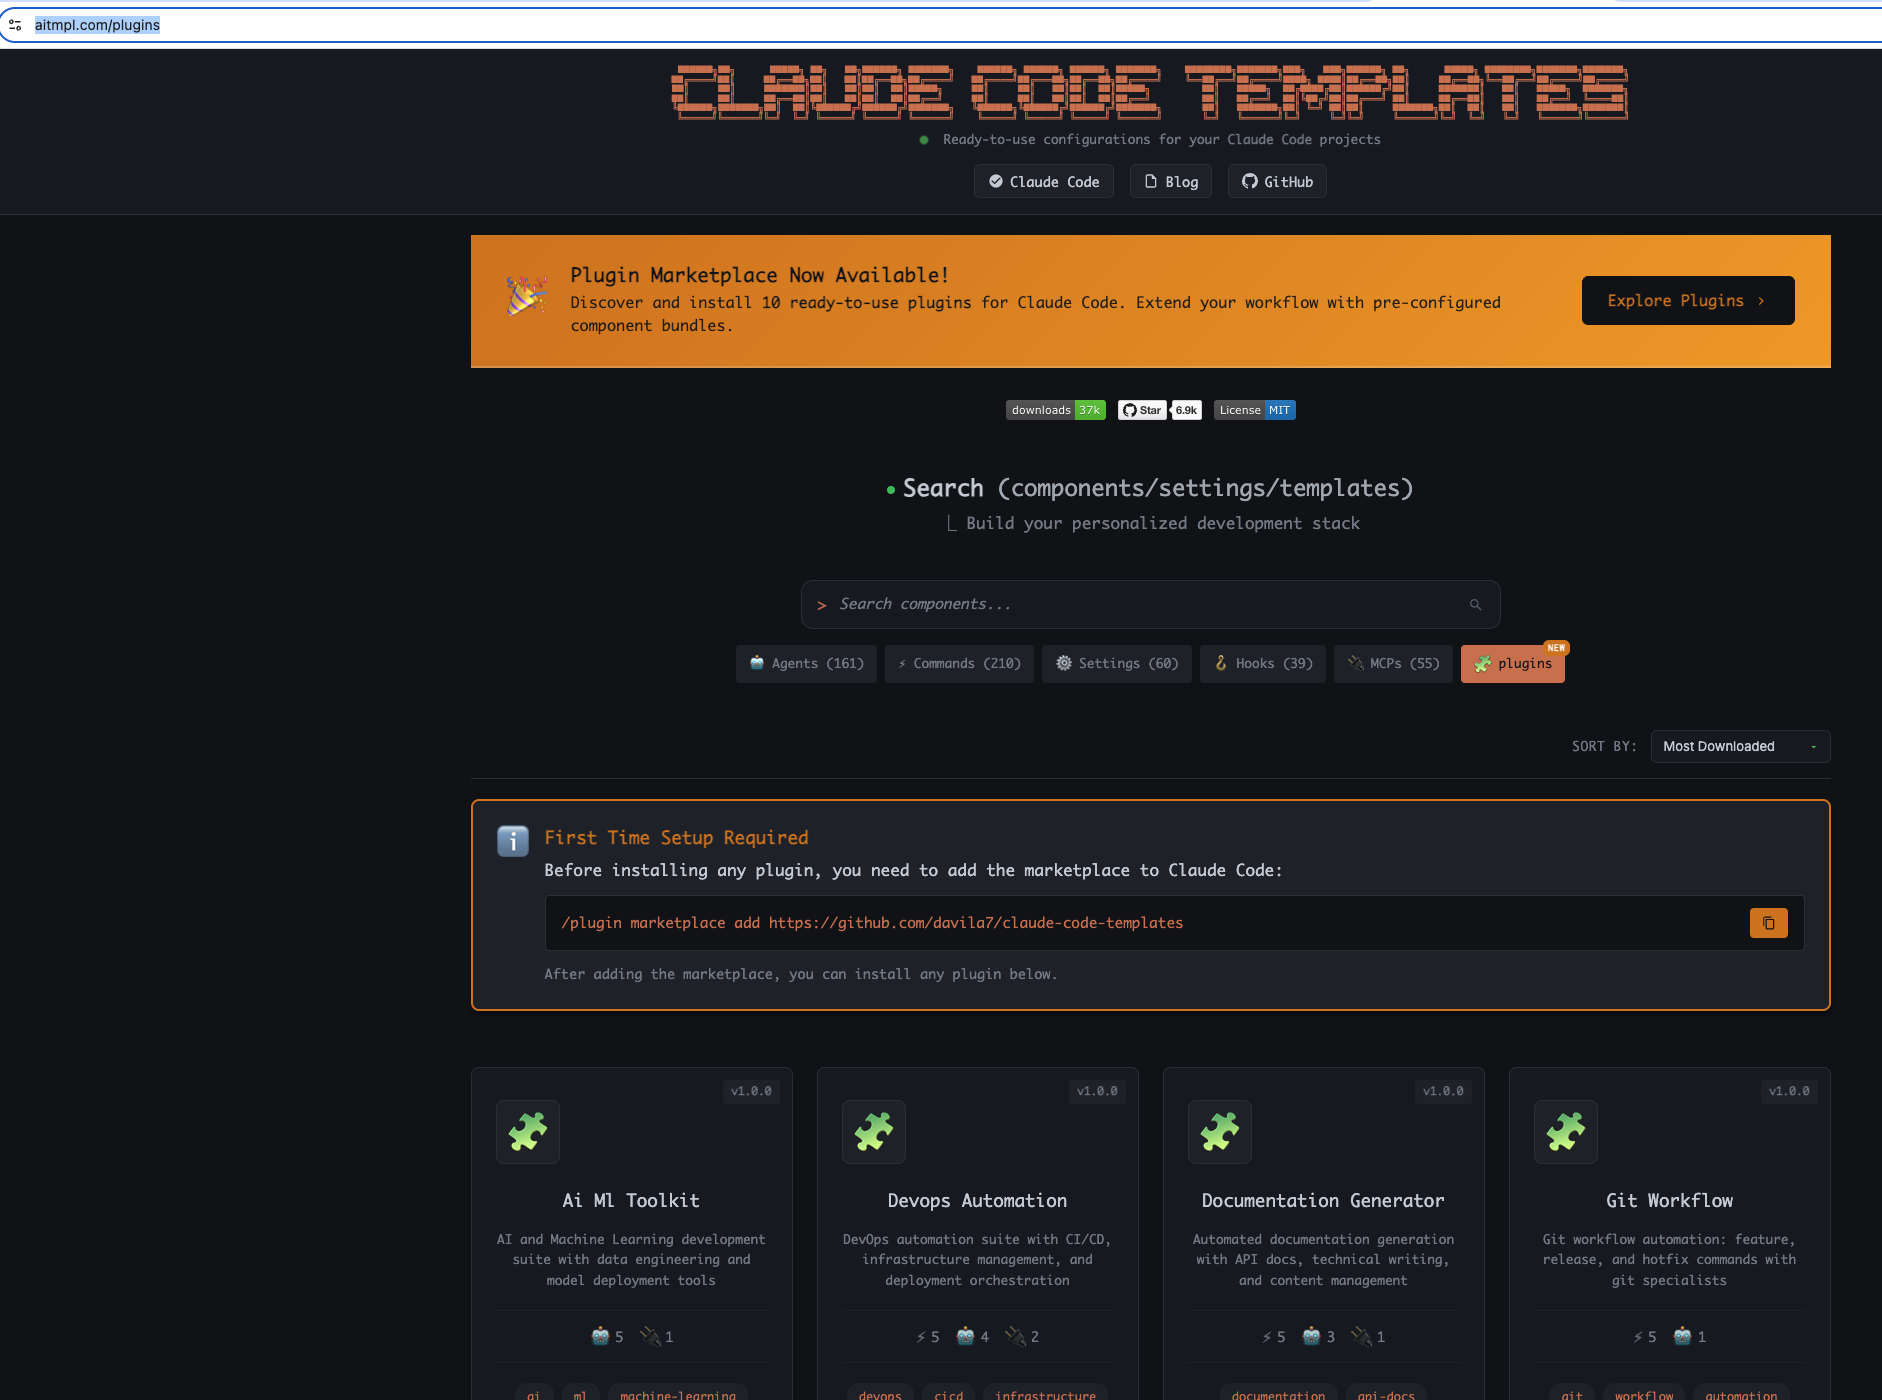 aitmpl.com/plugins
CLAUDE CODE TEMPLATES
Ready-to-use configurations for your Claude Code projects
Claude Code
Blog
GitHub
Plugin Marketplace Now Available!
Discover and install 10 ready-to-use plugins for Claude Code. Extend your workflow with pre-configured
component bundles.
Explore Plugins >
downloads 37k
Star 6.9k
License MIT
Search (components/settings/templates)
⎿ Build your personalized development stack
> Search components...
Agents (161)
⚡ Commands (210)
Settings (60)
Hooks (39)
MCPs (55)
plugins
NEW
SORT BY: Most Downloaded
First Time Setup Required
Before installing any plugin, you need to add the marketplace to Claude Code:
/plugin marketplace add https://github.com/davila7/claude-code-templates
After adding the marketplace, you can install any plugin below.
v1.0.0
Ai Ml Toolkit
AI and Machine Learning development
suite with data engineering and
model deployment tools
5 1
ai ml machine-learning
v1.0.0
Devops Automation
DevOps automation suite with CI/CD,
infrastructure management, and
deployment orchestration
5 4 2
devops cicd infrastructure
v1.0.0
Documentation Generator
Automated documentation generation
with API docs, technical writing,
and content management
5 3 1
documentation api-docs
v1.0.0
Git Workflow
Git workflow automation: feature,
release, and hotfix commands with
git specialists
5 1
git workflow automation